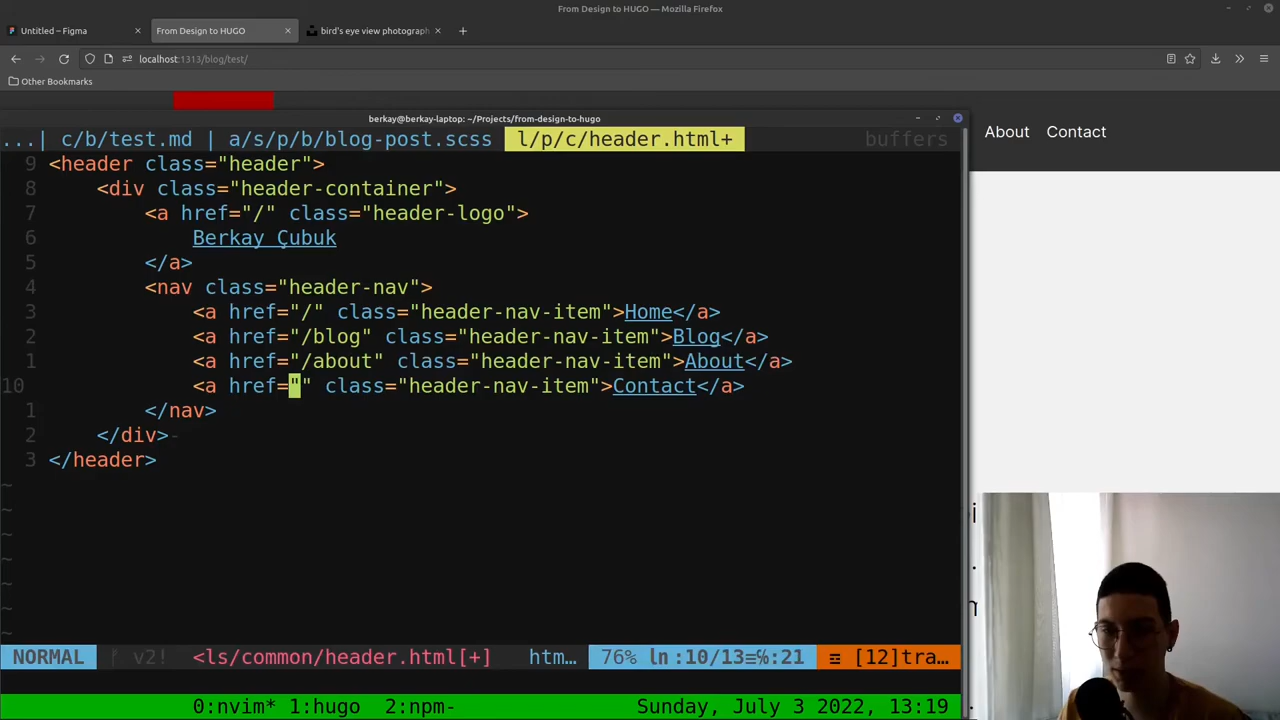 From Design to HUGO — Mozilla Firefox
Untitled – Figma
From Design to HUGO
bird's eye view photograph
localhost:1313/blog/test/
Other Bookmarks
berkay@berkay-laptop: ~/Projects/from-design-to-hugo
About Contact
...| c/b/test.md | a/s/p/b/blog-post.scss l/p/c/header.html+ buffers
9 <header class="header">
8 <div class="header-container">
7 <a href="/" class="header-logo">
6 Berkay Çubuk
5 </a>
4 <nav class="header-nav">
3 <a href="/" class="header-nav-item">Home</a>
2 <a href="/blog" class="header-nav-item">Blog</a>
1 <a href="/about" class="header-nav-item">About</a>
10 <a href="" class="header-nav-item">Contact</a>
1 </nav>
2 </div>-
3 </header>
~
~
~
~
~
~
~
NORMAL v2! <ls/common/header.html[+] htm… 76% ln:10/13≡℅:21 ☲ [12]tra…
0:nvim* 1:hugo 2:npm- Sunday, July 3 2022, 13:19